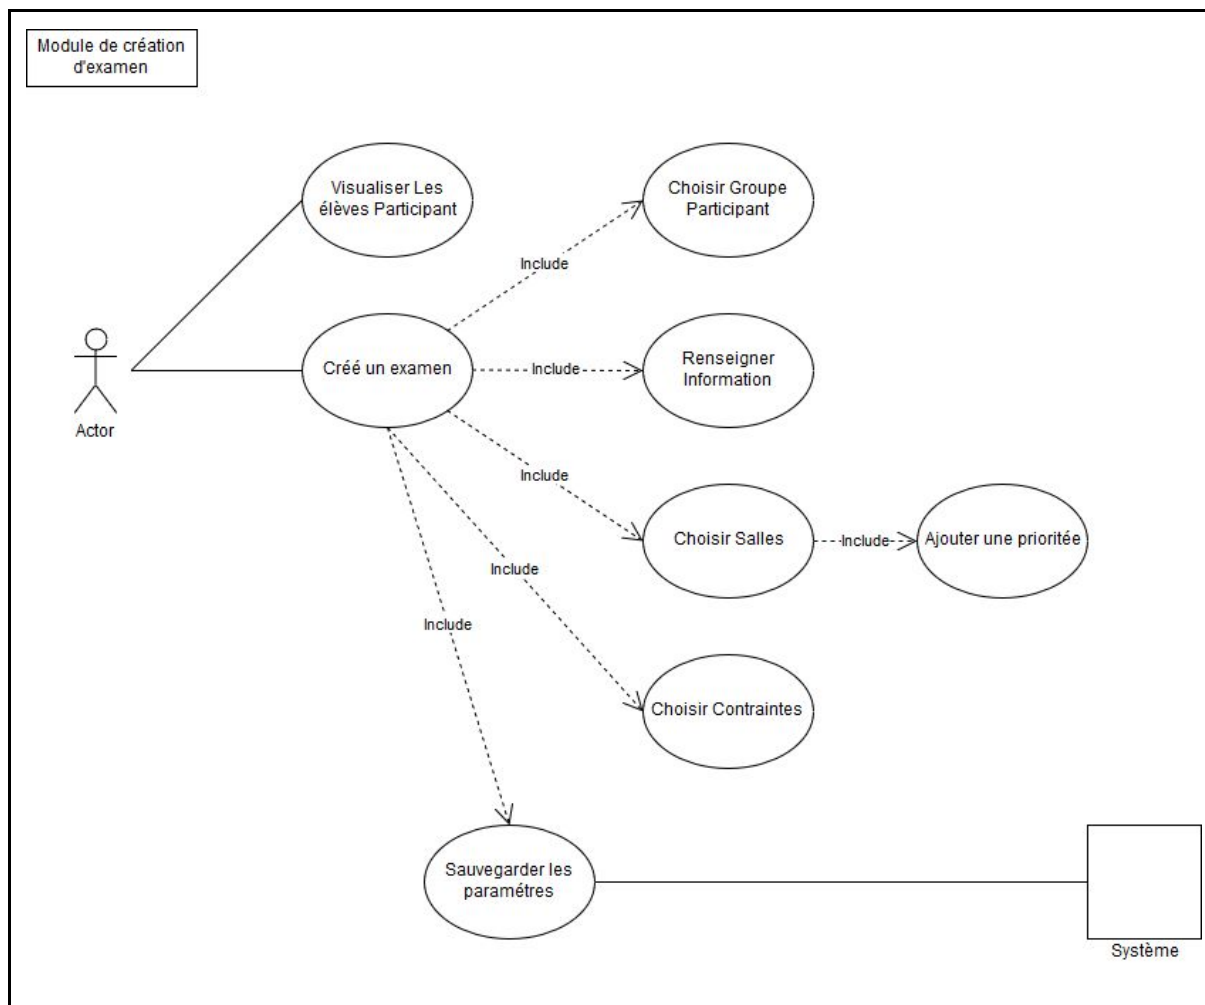 Module de création
d'examen
Visualiser Les
élèves Participant
Choisir Groupe
Participant
Include
Actor
Créé un examen
Include
Renseigner
Information
Include
Choisir Salles
Include
Ajouter une prioritée
Include
Include
Choisir Contraintes
Sauvegarder les
paramétres
Système